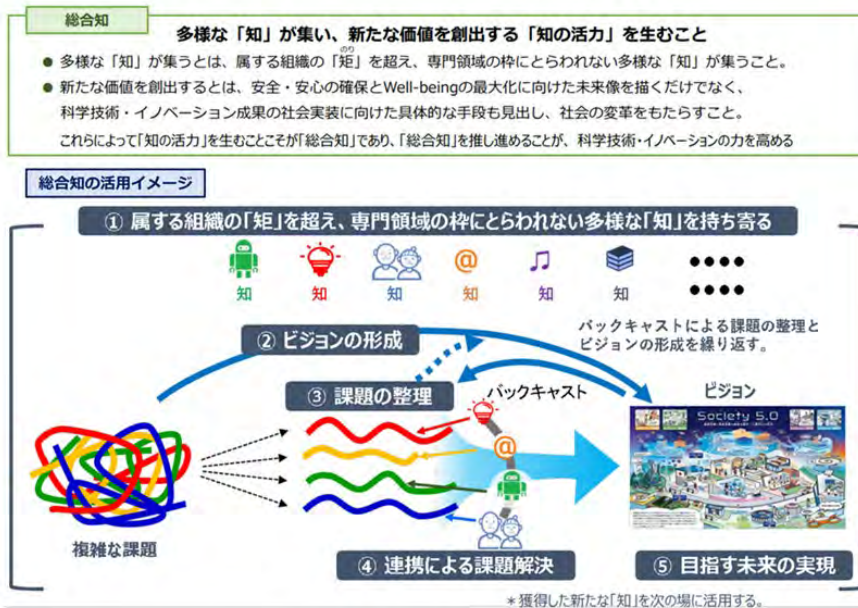 総合知
多様な「知」が集い、新たな価値を創出する「知の活力」を生むこと
のり
● 多様な「知」が集うとは、属する組織の「矩」を超え、専門領域の枠にとらわれない多様な「知」が集うこと。
● 新たな価値を創出するとは、安全・安心の確保とWell-beingの最大化に向けた未来像を描くだけでなく、
科学技術・イノベーション成果の社会実装に向けた具体的な手段も見出し、社会の変革をもたらすこと。
これらによって「知の活力」を生むことこそが「総合知」であり、「総合知」を推し進めることが、科学技術・イノベーションの力を高める
総合知の活用イメージ
① 属する組織の「矩」を超え、専門領域の枠にとらわれない多様な「知」を持ち寄る
@
知 知 知 知 知 知
バックキャストによる課題の整理と
ビジョンの形成を繰り返す。
② ビジョンの形成
③ 課題の整理
バックキャスト
ビジョン
Society 5.0
@
複雑な課題
④ 連携による課題解決
⑤ 目指す未来の実現
＊獲得した新たな「知」を次の場に活用する。